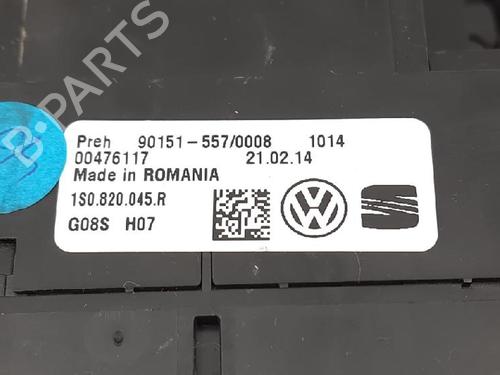 B-PARTS
Preh 90151-557/0008 1014
00476117 21.02.14
Made in ROMANIA
1S0.820.045.R
G08S H07